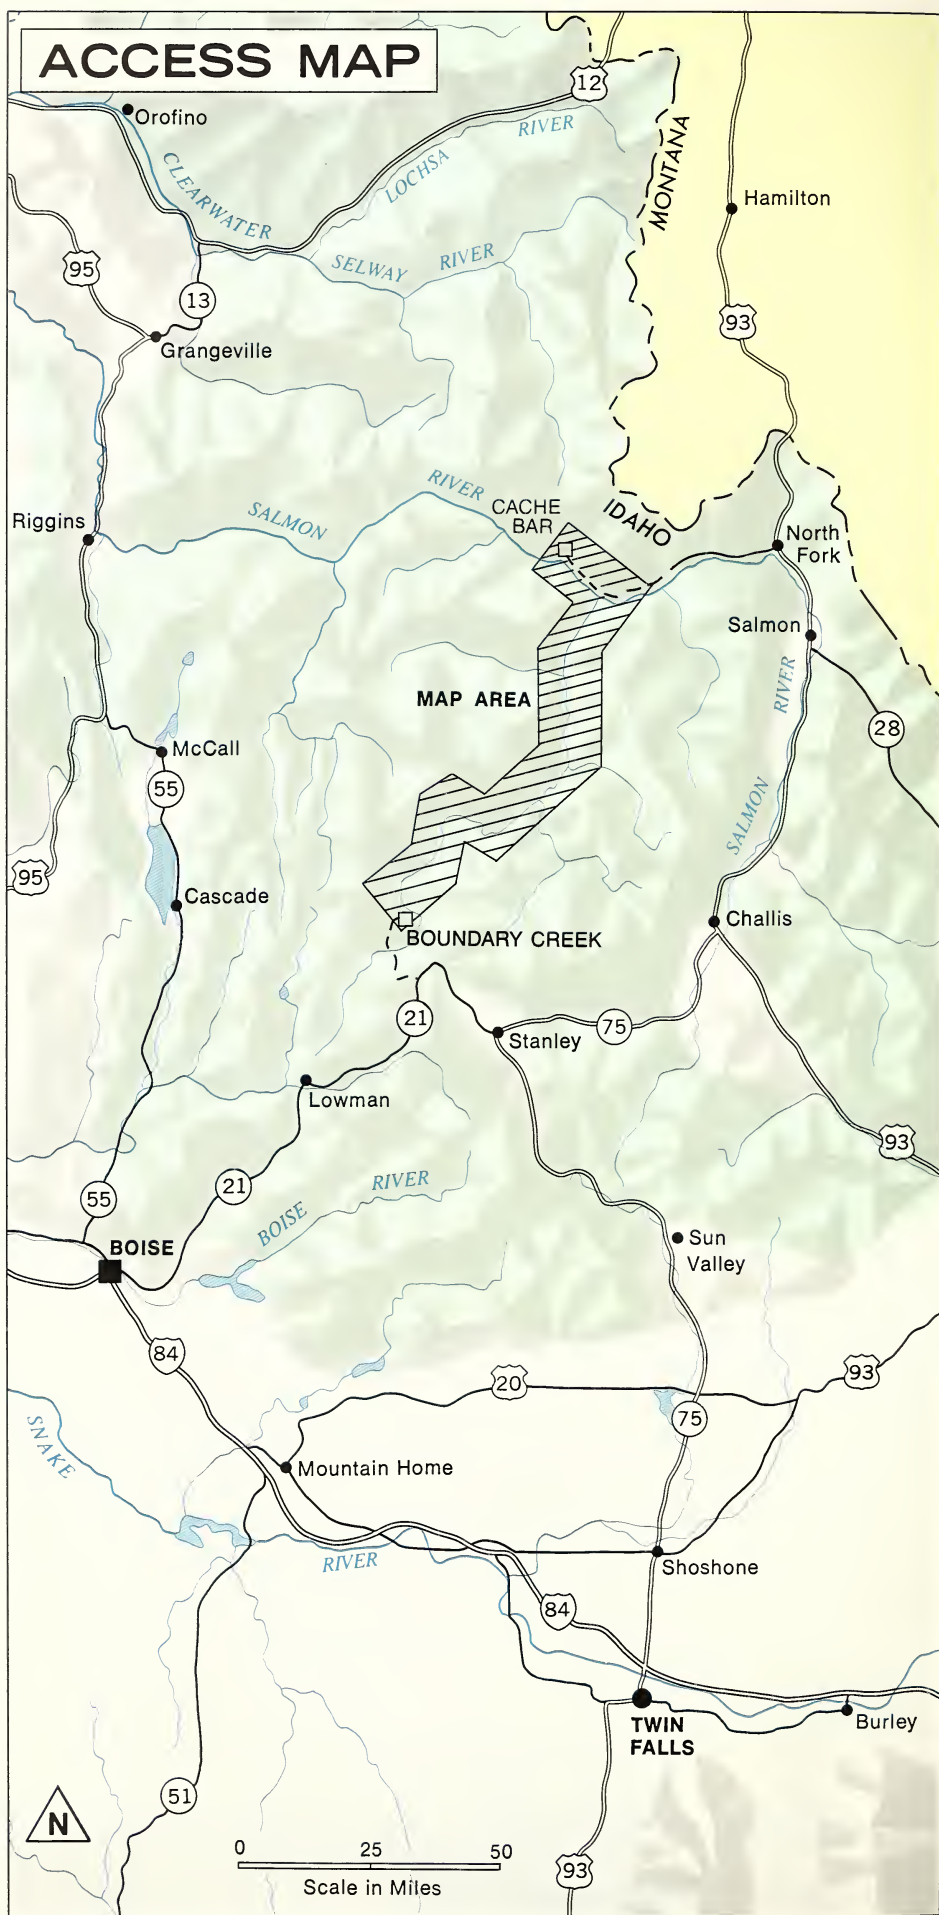 ACCESS MAP
12
Orofino
RIVER
LOCHSA
CLEARWATER
MONTANA
Hamilton
SELWAY RIVER
95
13
93
Grangeville
RIVER
SALMON
CACHE
BAR
IDAHO
Riggins
North
Fork
Salmon
RIVER
MAP AREA
28
McCall
55
SALMON
95
Cascade
Challis
BOUNDARY CREEK
21
75
Stanley
Lowman
93
55
21
RIVER
BOISE
BOISE
Sun
Valley
84
93
20
75
SNAKE
Mountain Home
RIVER
Shoshone
84
TWIN
FALLS
Burley
51
N
0 25 50
Scale in Miles
93